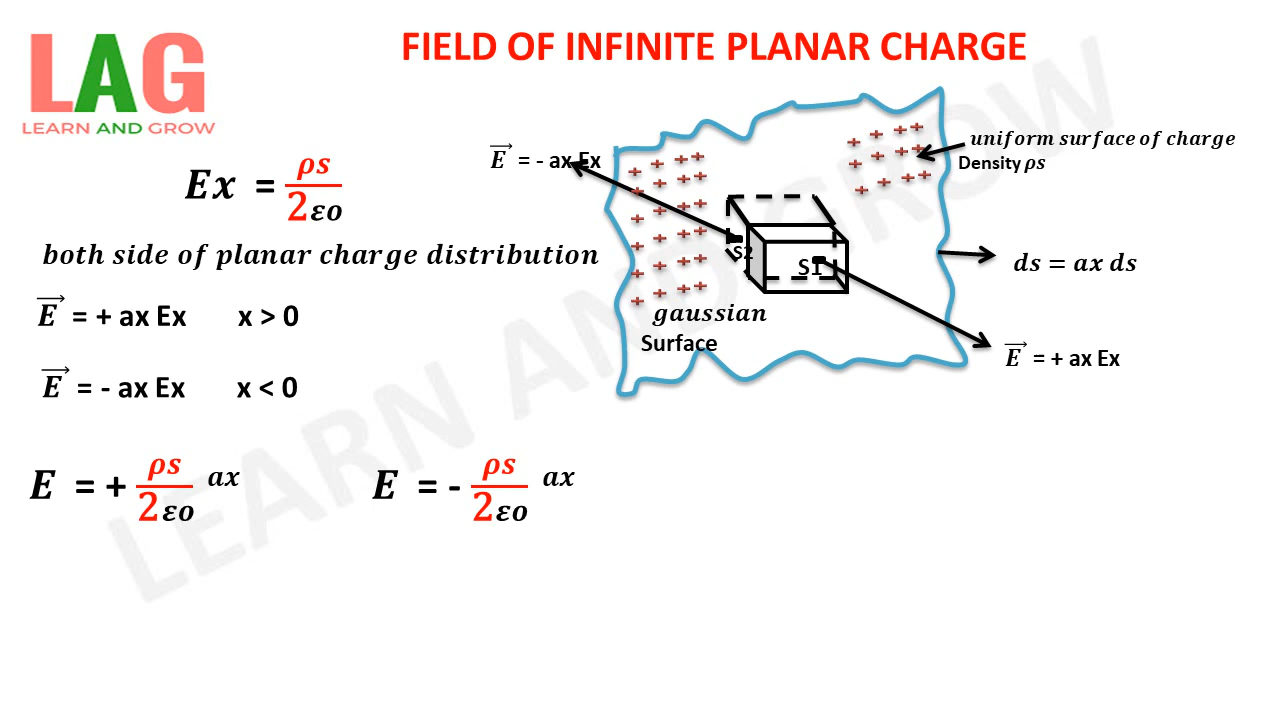 LAG
LEARN AND GROW
FIELD OF INFINITE PLANAR CHARGE
Ex = ρs / 2εo
both side of planar charge distribution
E⃗ = + ax Ex x > 0
E⃗ = - ax Ex x < 0
E = + ρs / 2εo ax E = - ρs / 2εo ax
E⃗ = - ax Ex
uniform surface of charge
Density ρs
S2
S1
ds = ax ds
gaussian
Surface
E⃗ = + ax Ex
LEARN AND GROW